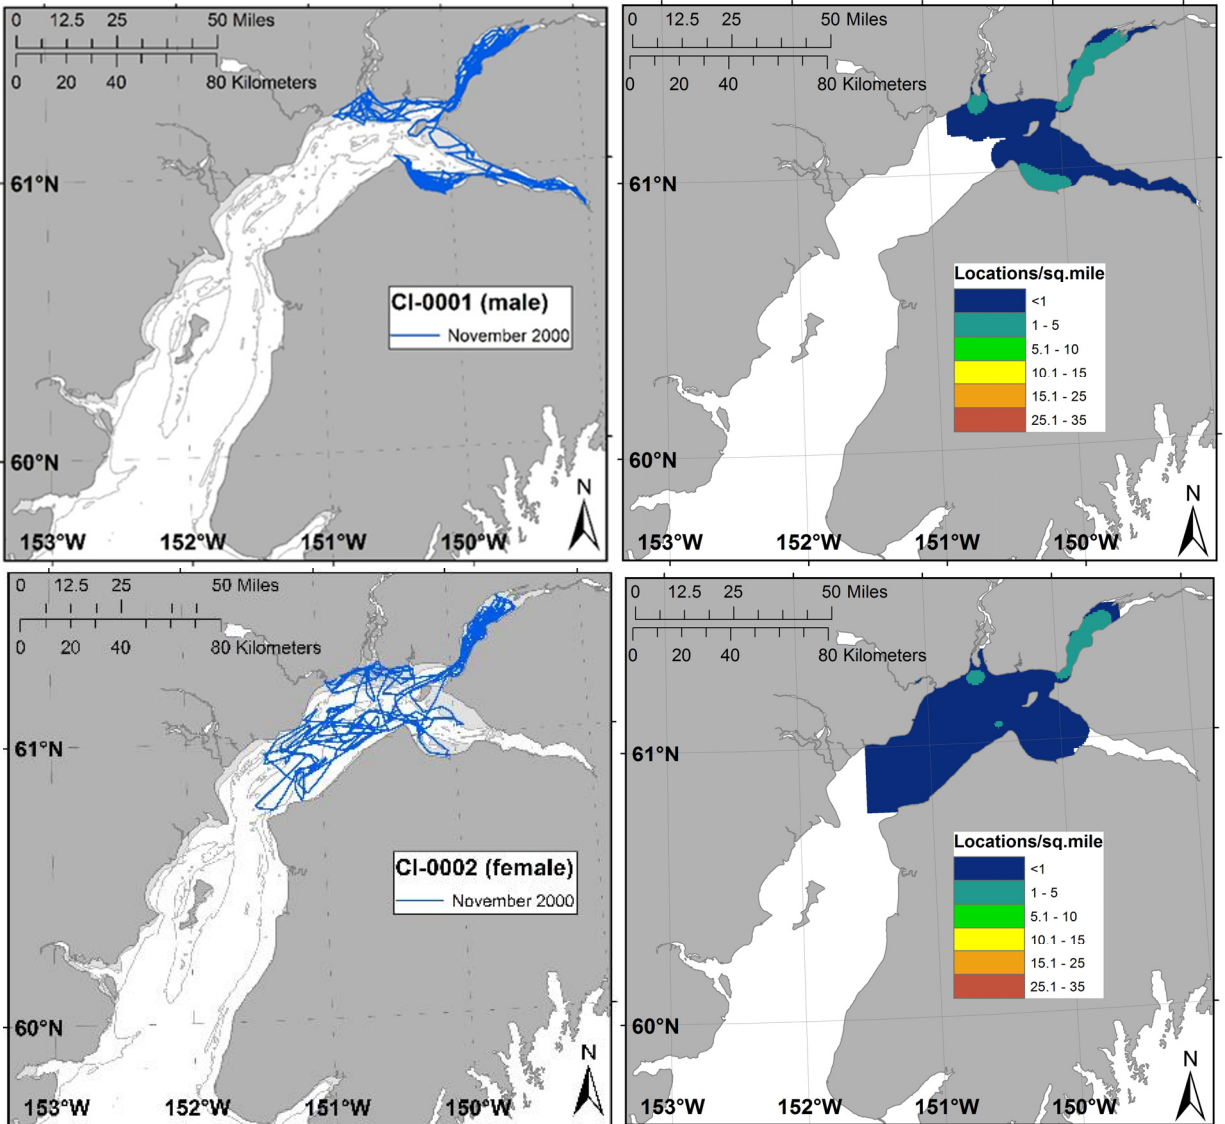 0 12.5 25 50 Miles
0 20 40 80 Kilometers
61°N
CI-0001 (male)
November 2000
60°N
N
153°W 152°W 151°W 150°W
0 12.5 25 50 Miles
0 20 40 80 Kilometers
61°N
Locations/sq.mile
<1
1 - 5
5.1 - 10
10.1 - 15
15.1 - 25
25.1 - 35
60°N
N
153°W 152°W 151°W 150°W
0 12.5 25 50 Miles
0 20 40 80 Kilometers
61°N
CI-0002 (female)
November 2000
60°N
N
153°W 152°W 151°W 150°W
0 12.5 25 50 Miles
0 20 40 80 Kilometers
61°N
Locations/sq.mile
<1
1 - 5
5.1 - 10
10.1 - 15
15.1 - 25
25.1 - 35
60°N
N
153°W 152°W 151°W 150°W